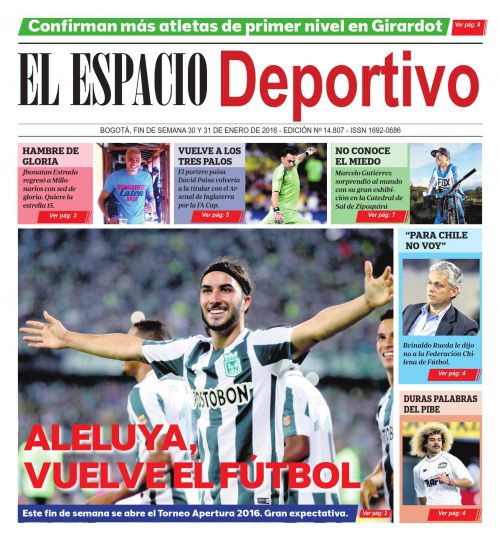 Confirman más atletas de primer nivel en Girardot
Ver pág: 8
EL ESPACIO Deportivo
BOGOTÁ, FIN DE SEMANA 30 Y 31 DE ENERO DE 2016 - EDICIÓN Nº 14.807 - ISSN 1692-0686
HAMBRE DE
GLORIA
Jhonatan Estrada
regresó a Millo-
narios con sed de
gloria. Quiere la
estrella 15.
Ver pág: 3
VUELVE A LOS
TRES PALOS
El portero paisa
David Paisa volvería
a la titular con el Ar-
senal de Inglaterra
por la FA Cup.
Ver pág: 5
NO CONOCE
EL MIEDO
Marcelo Gutiérrez
sorprendió al mundo
con su gran exhibi-
ción en la Catedral de
Sal de Zipaquirá
Ver pág: 7
FOX
"PARA CHILE
NO VOY"
Reinaldo Rueda le dijo
no a la Federación Chi-
lena de Fútbol.
Ver pág: 4
POSTOBON
ALELUYA,
VUELVE EL FÚTBOL
Este fin de semana se abre el Torneo Apertura 2016. Gran expectativa.
Ver pág: 2
DURAS PALABRAS
DEL PIBE
Ver pág: 4